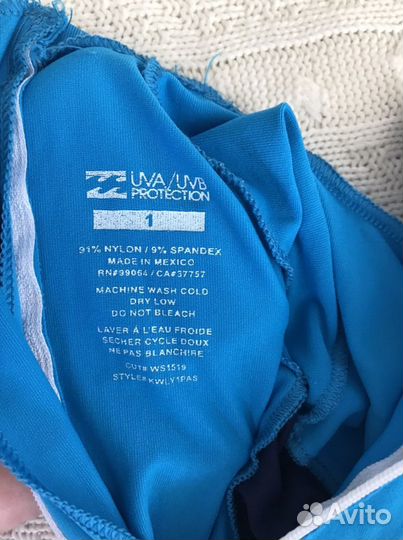 UVA/UVB
PROTECTION
1
91% NYLON / 9% SPANDEX
MADE IN MEXICO
RN#99064 / CA#37757
MACHINE WASH COLD
DRY LOW
DO NOT BLEACH
LAVER À L'EAU FROIDE
SECHER CYCLE DOUX
NE PAS BLANCHIRE
CUT# WS1519
STYLE# KWLY1PAS
Avito